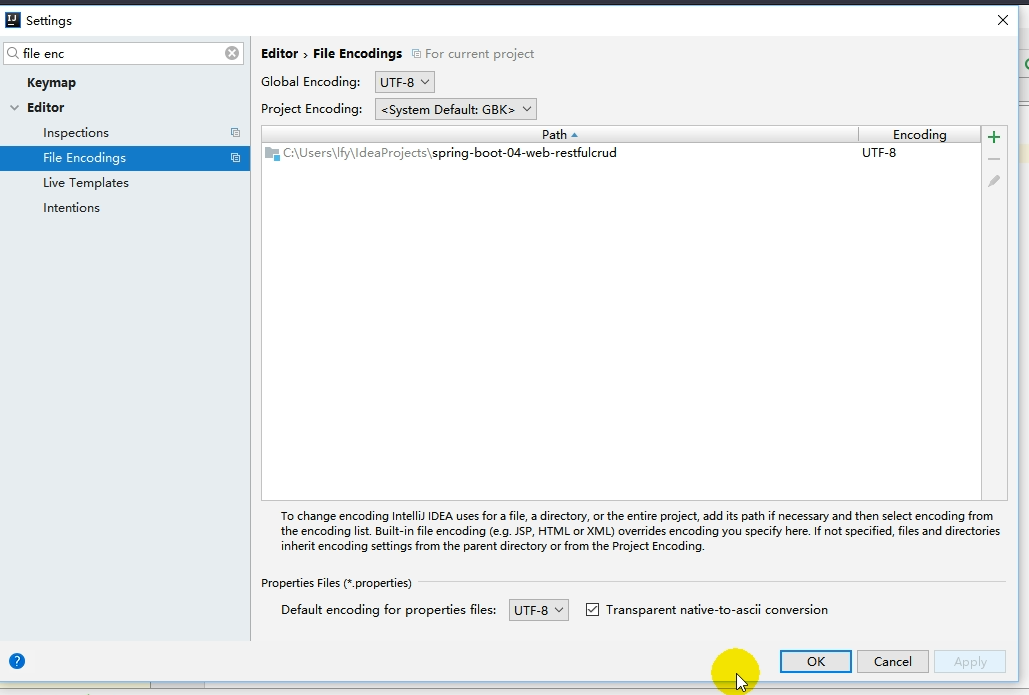 Settings
file enc
Keymap
Editor
Inspections
File Encodings
Live Templates
Intentions
Editor › File Encodings For current project
Global Encoding: UTF-8
Project Encoding: <System Default: GBK>
Path Encoding
C:\Users\lfy\IdeaProjects\spring-boot-04-web-restfulcrud UTF-8
To change encoding IntelliJ IDEA uses for a file, a directory, or the entire project, add its path if necessary and then select encoding from
the encoding list. Built-in file encoding (e.g. JSP, HTML or XML) overrides encoding you specify here. If not specified, files and directories
inherit encoding settings from the parent directory or from the Project Encoding.
Properties Files (*.properties)
Default encoding for properties files: UTF-8 Transparent native-to-ascii conversion
? OK Cancel Apply